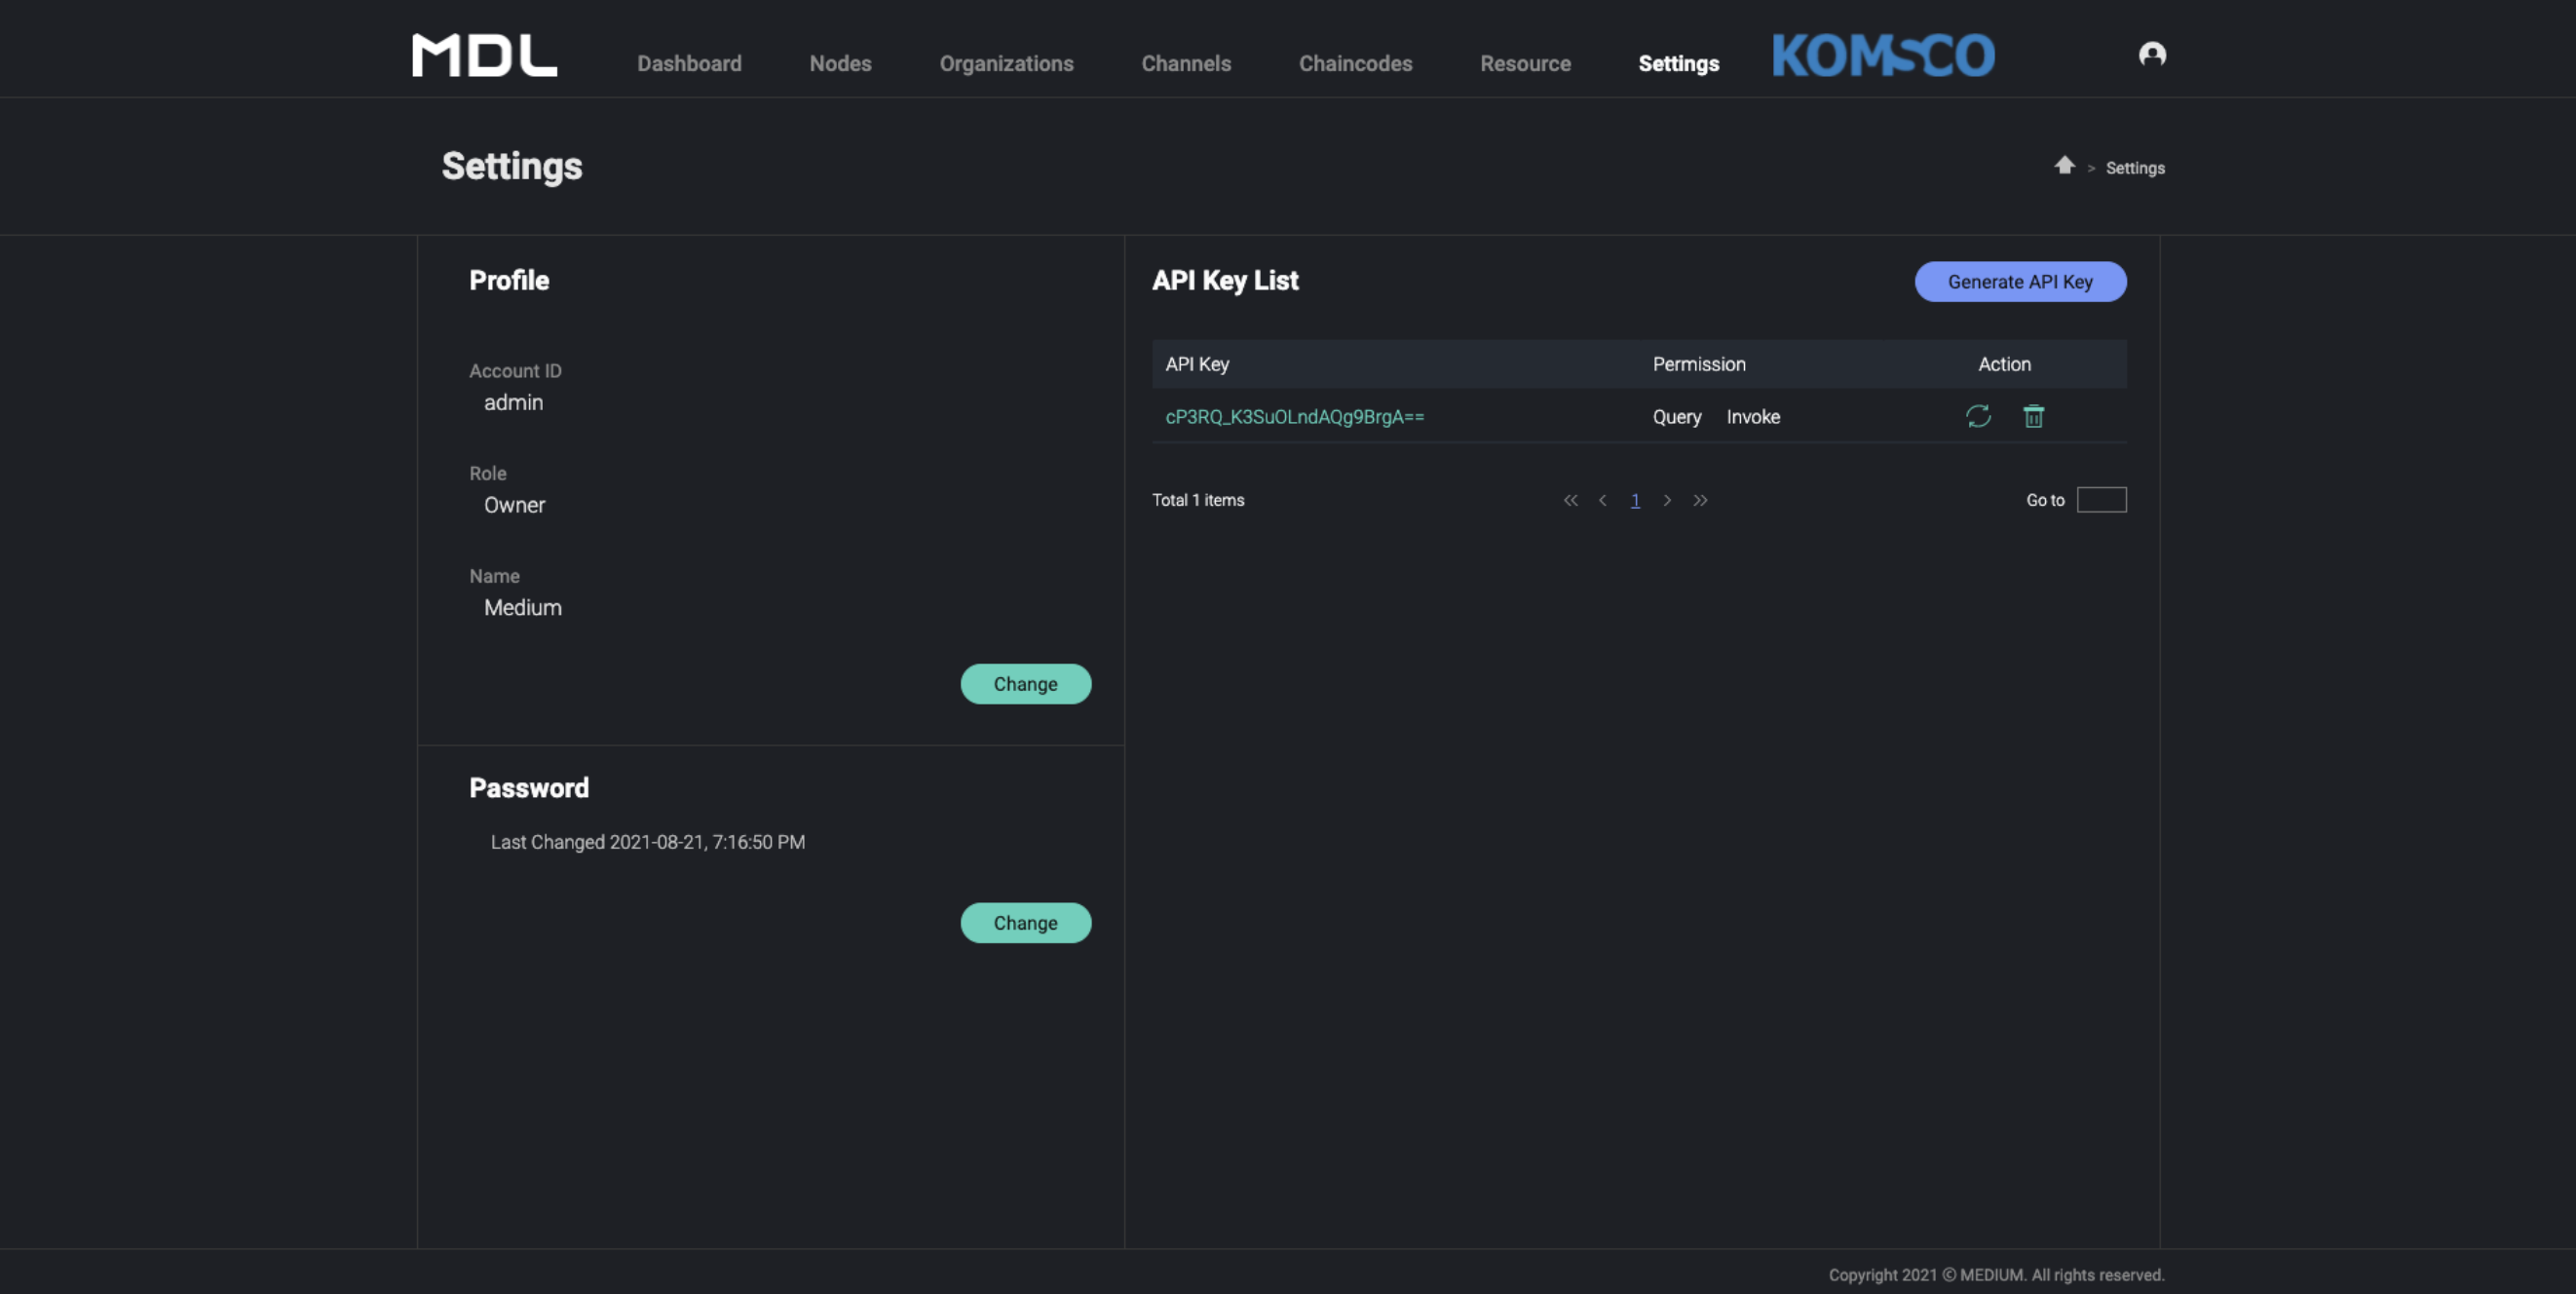 MDL Dashboard Nodes Organizations Channels Chaincodes Resource Settings KOMSCO
Settings
> Settings
Profile
Account ID
admin
Role
Owner
Name
Medium
Change
Password
Last Changed 2021-08-21, 7:16:50 PM
Change
API Key List
Generate API Key
API Key Permission Action
cP3RQ_K3SuOLndAQg9BrgA== Query Invoke
Total 1 items
<< < 1 > >>
Go to
Copyright 2021 © MEDIUM. All rights reserved.